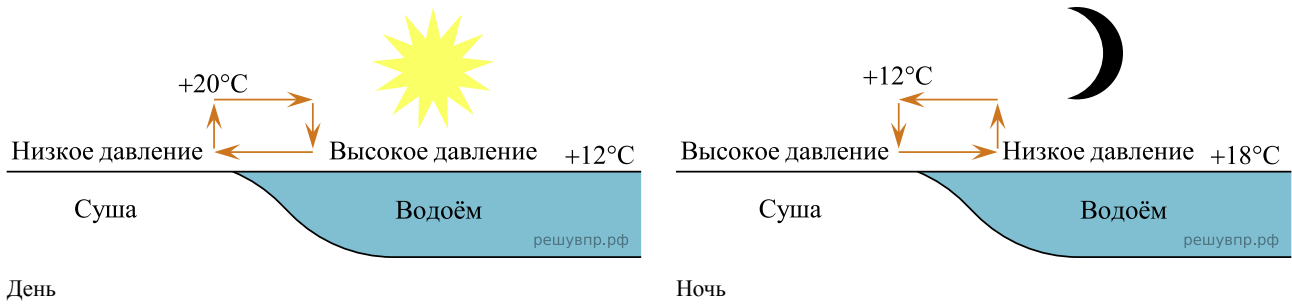 +20°C
Низкое давление
Высокое давление
+12°C
Суша
Водоём
решувпр.рф
День
+12°C
Высокое давление
Низкое давление
+18°C
Суша
Водоём
решувпр.рф
Ночь